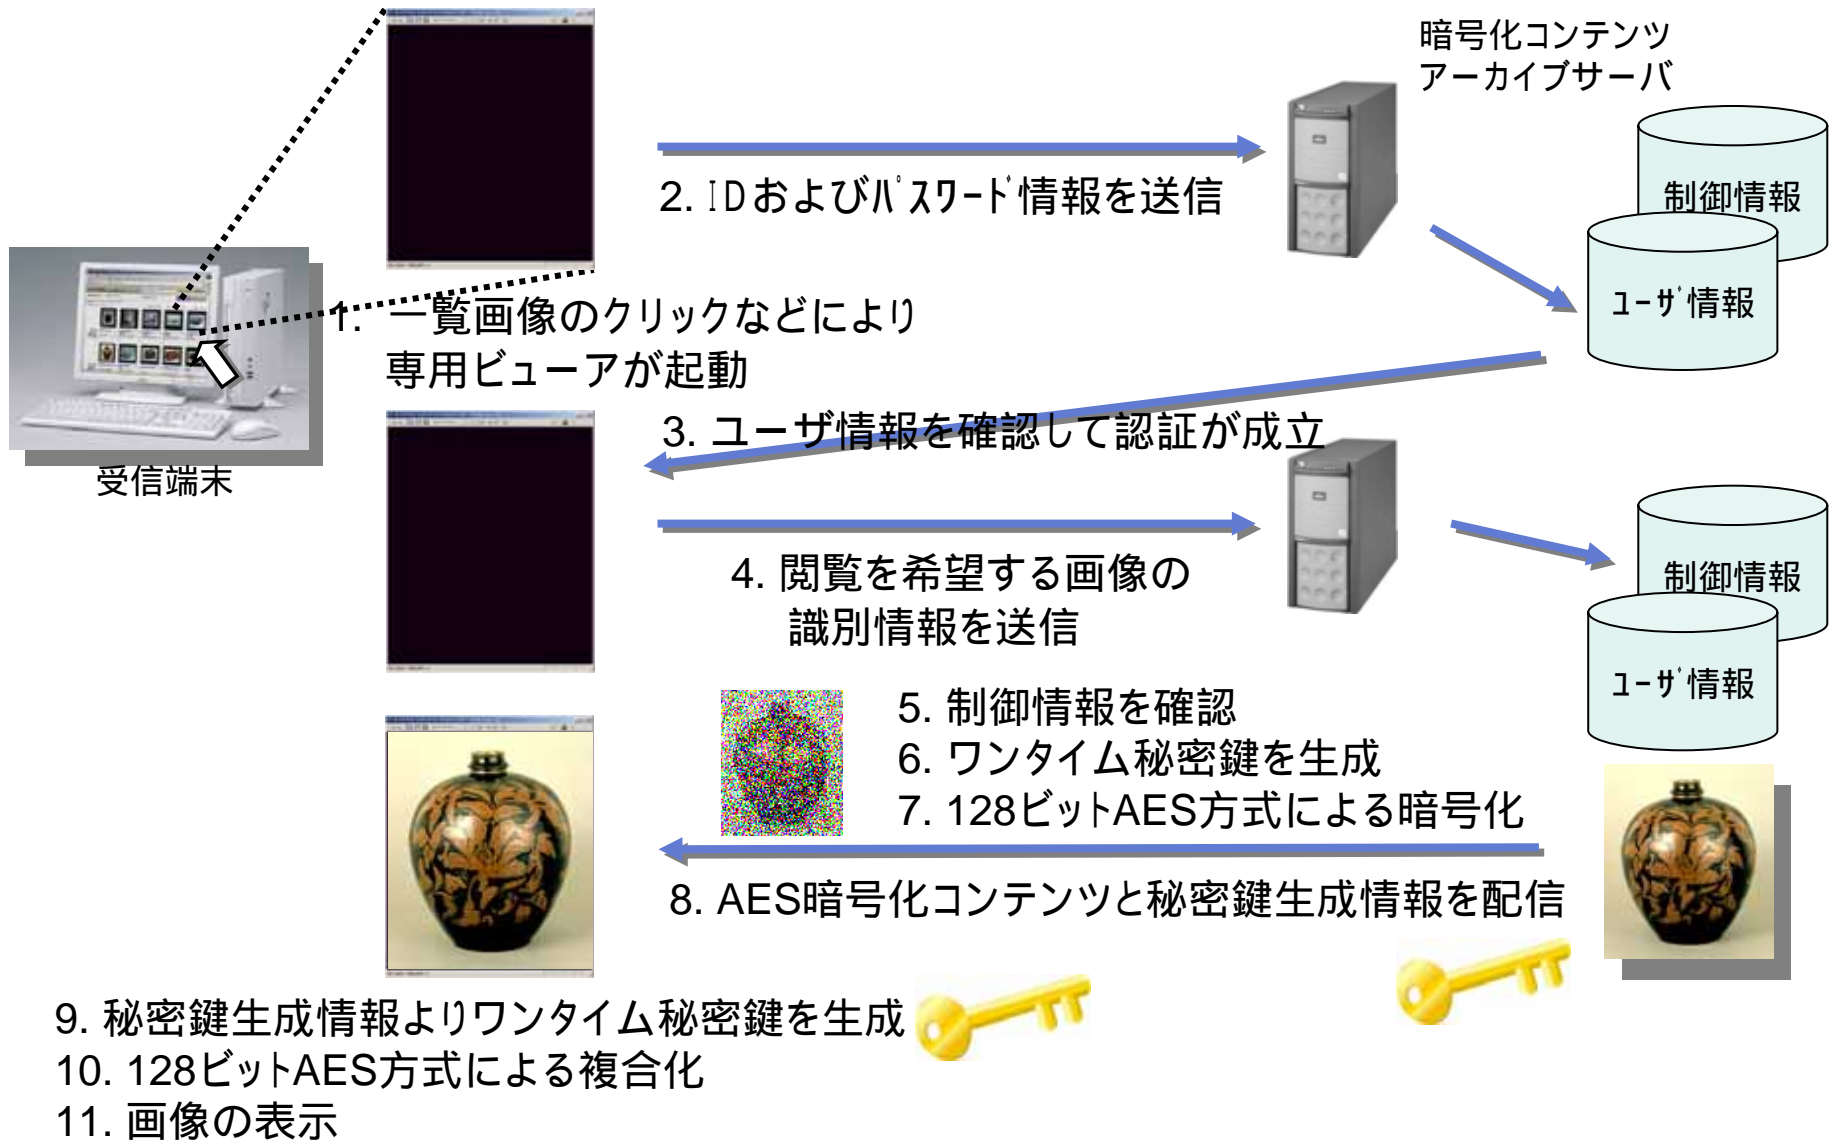 暗号化コンテンツ
アーカイブサーバ
制御情報
ﾕｰｻﾞ情報
2. IDおよびﾊﾟｽﾜｰﾄﾞ情報を送信
1. 一覧画像のクリックなどにより
専用ビューアが起動
受信端末
3. ユーザ情報を確認して認証が成立
4. 閲覧を希望する画像の
識別情報を送信
制御情報
ﾕｰｻﾞ情報
5. 制御情報を確認
6. ワンタイム秘密鍵を生成
7. 128ビットAES方式による暗号化
8. AES暗号化コンテンツと秘密鍵生成情報を配信
9. 秘密鍵生成情報よりワンタイム秘密鍵を生成
10. 128ビットAES方式による複合化
11. 画像の表示